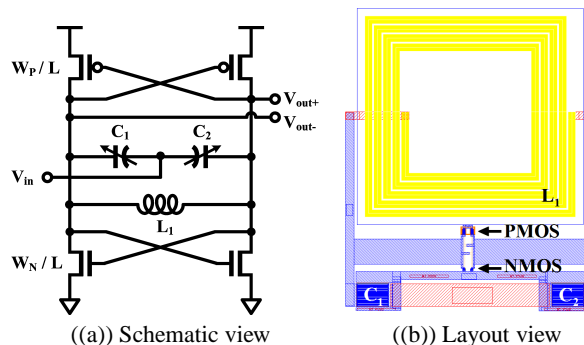 W_P / L
V_out+
V_out-
C_1
C_2
V_in
L_1
W_N / L
((a)) Schematic view
L_1
PMOS
NMOS
C_1
C_2
((b)) Layout view